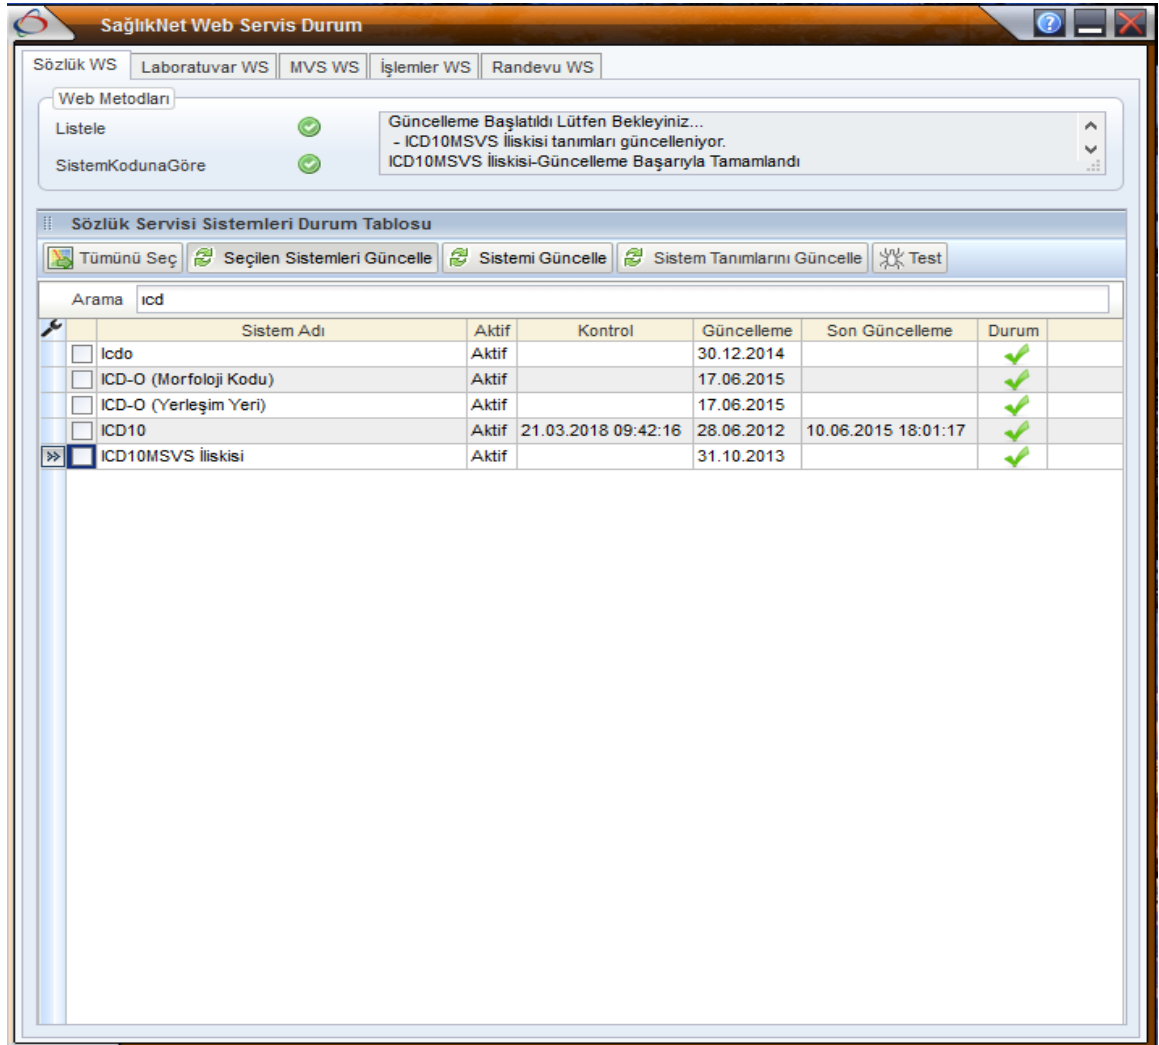 SağlıkNet Web Servis Durum
Sözlük WS Laboratuvar WS MVS WS İşlemler WS Randevu WS
Web Metodları
Listele
SistemKodunaGöre
Güncelleme Başlatıldı Lütfen Bekleyiniz...
- ICD10MSVS İliskisi tanımları güncelleniyor.
ICD10MSVS İliskisi-Güncelleme Başarıyla Tamamlandı
Sözlük Servisi Sistemleri Durum Tablosu
Tümünü Seç Seçilen Sistemleri Güncelle Sistemi Güncelle Sistem Tanımlarını Güncelle Test
Arama ıcd
Sistem Adı Aktif Kontrol Güncelleme Son Güncelleme Durum
Icdo Aktif 30.12.2014
ICD-O (Morfoloji Kodu) Aktif 17.06.2015
ICD-O (Yerleşim Yeri) Aktif 17.06.2015
ICD10 Aktif 21.03.2018 09:42:16 28.06.2012 10.06.2015 18:01:17
ICD10MSVS İliskisi Aktif 31.10.2013